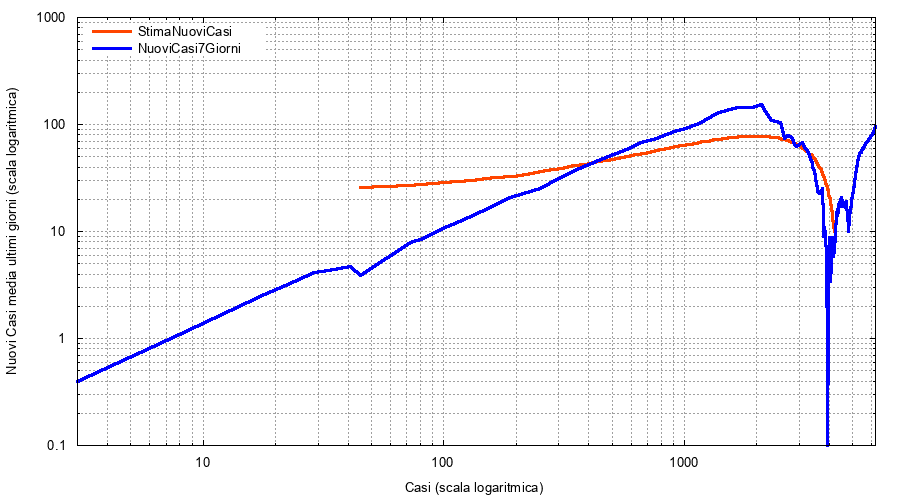 1000
StimaNuoviCasi
NuoviCasi7Giorni
100
10
1
0.1
Nuovi Casi media ultimi giorni (scala logaritmica)
10
100
1000
Casi (scala logaritmica)